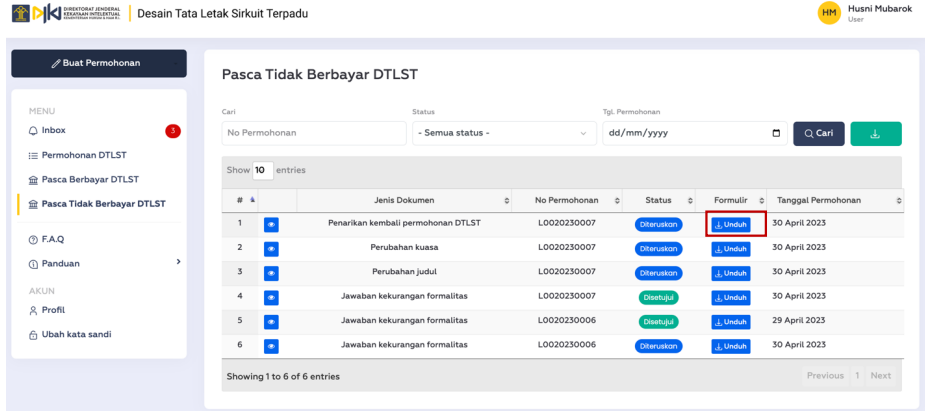 DIREKTORAT JENDERAL
KEKAYAAN INTELEKTUAL
Desain Tata Letak Sirkuit Terpadu
HM
Husni Mubarok
User
Buat Permohonan
MENU
Inbox
3
Permohonan DTLST
Pasca Berbayar DTLST
Pasca Tidak Berbayar DTLST
F.A.Q
Panduan
AKUN
Profil
Ubah kata sandi
Pasca Tidak Berbayar DTLST
Cari Status Tgl. Permohonan
No Permohonan - Semua status - dd/mm/yyyy Cari
Show 10 entries
# Jenis Dokumen No Permohonan Status Formulir Tanggal Permohonan
1 Penarikan kembali permohonan DTLST L0020230007 Diteruskan Unduh 30 April 2023
2 Perubahan kuasa L0020230007 Diteruskan Unduh 30 April 2023
3 Perubahan judul L0020230007 Diteruskan Unduh 30 April 2023
4 Jawaban kekurangan formalitas L0020230007 Disetujui Unduh 30 April 2023
5 Jawaban kekurangan formalitas L0020230006 Disetujui Unduh 29 April 2023
6 Jawaban kekurangan formalitas L0020230006 Diteruskan Unduh 30 April 2023
Showing 1 to 6 of 6 entries
Previous 1 Next